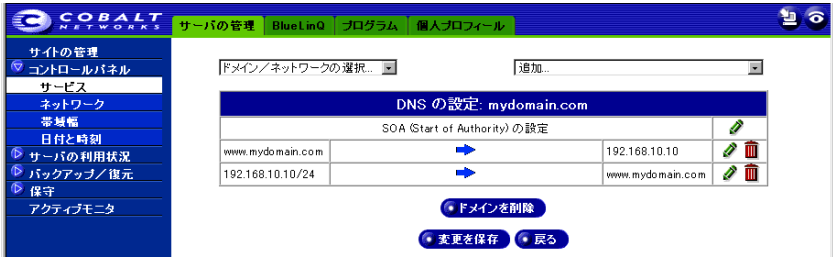 COBALT
NETWORKS
サーバの管理
BlueLinQ
プログラム
個人プロフィール
サイトの管理
コントロールパネル
サービス
ネットワーク
帯域幅
日付と時刻
サーバの利用状況
バックアップ／復元
保守
アクティブモニタ
ドメイン／ネットワークの選択...
追加...
DNS の設定: mydomain.com
SOA (Start of Authority) の設定
www.mydomain.com 192.168.10.10
192.168.10.10/24 www.mydomain.com
ドメインを削除
変更を保存 戻る